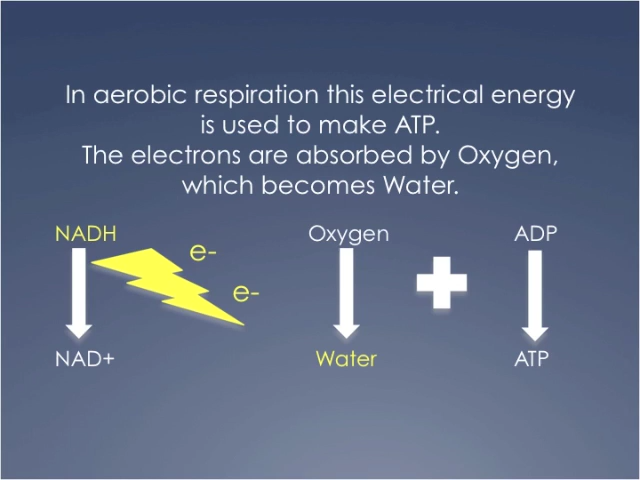 In aerobic respiration this electrical energy
is used to make ATP.
The electrons are absorbed by Oxygen,
which becomes Water.
NADH e- Oxygen ADP
e-
NAD+ Water ATP